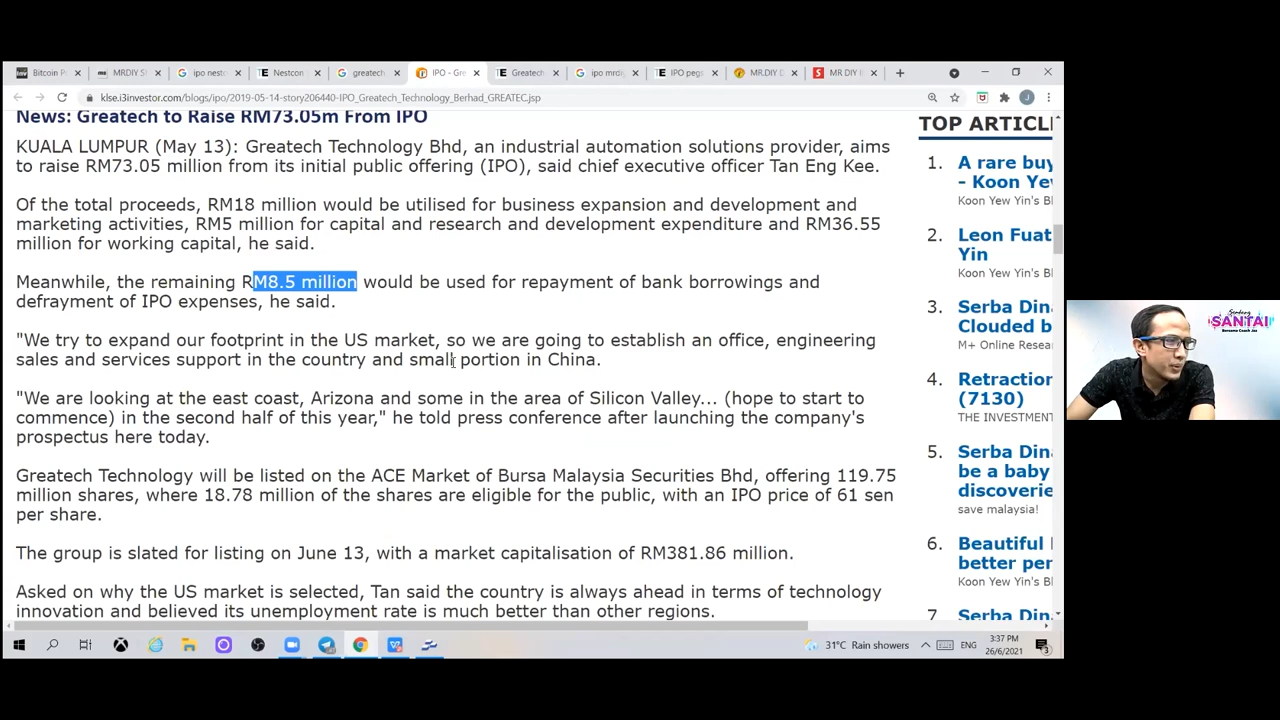 Bitcoin P
MRDIY S
ipo nest
Nestcon
greatech
IPO - Gre
Greatech
ipo mrdiy
IPO pegs
MR.DIY D
MR DIY I
klse.i3investor.com/blogs/ipo/2019-05-14-story206440-IPO_Greatech_Technology_Berhad_GREATEC.jsp
News: Greatech to Raise RM73.05m From IPO
KUALA LUMPUR (May 13): Greatech Technology Bhd, an industrial automation solutions provider, aims
to raise RM73.05 million from its initial public offering (IPO), said chief executive officer Tan Eng Kee.
Of the total proceeds, RM18 million would be utilised for business expansion and development and
marketing activities, RM5 million for capital and research and development expenditure and RM36.55
million for working capital, he said.
Meanwhile, the remaining RM8.5 million would be used for repayment of bank borrowings and
defrayment of IPO expenses, he said.
"We try to expand our footprint in the US market, so we are going to establish an office, engineering
sales and services support in the country and small portion in China.
"We are looking at the east coast, Arizona and some in the area of Silicon Valley... (hope to start to
commence) in the second half of this year," he told press conference after launching the company's
prospectus here today.
Greatech Technology will be listed on the ACE Market of Bursa Malaysia Securities Bhd, offering 119.75
million shares, where 18.78 million of the shares are eligible for the public, with an IPO price of 61 sen
per share.
The group is slated for listing on June 13, with a market capitalisation of RM381.86 million.
Asked on why the US market is selected, Tan said the country is always ahead in terms of technology
innovation and believed its unemployment rate is much better than other regions.
TOP ARTICL
1. A rare buy
– Koon Yew
Koon Yew Yin's Bl
2. Leon Fuat
Yin
Koon Yew Yin's Bl
3. Serba Din
Clouded b
M+ Online Resear
4. Retraction
(7130)
THE INVESTMENT
5. Serba Din
be a baby
discoverie
save malaysia!
6. Beautiful
better per
Koon Yew Yin's Bl
7. Serba Din
Sembang
SANTAI
Bersama Coach Jaz
31°C Rain showers
ENG
3:37 PM
26/6/2021
3